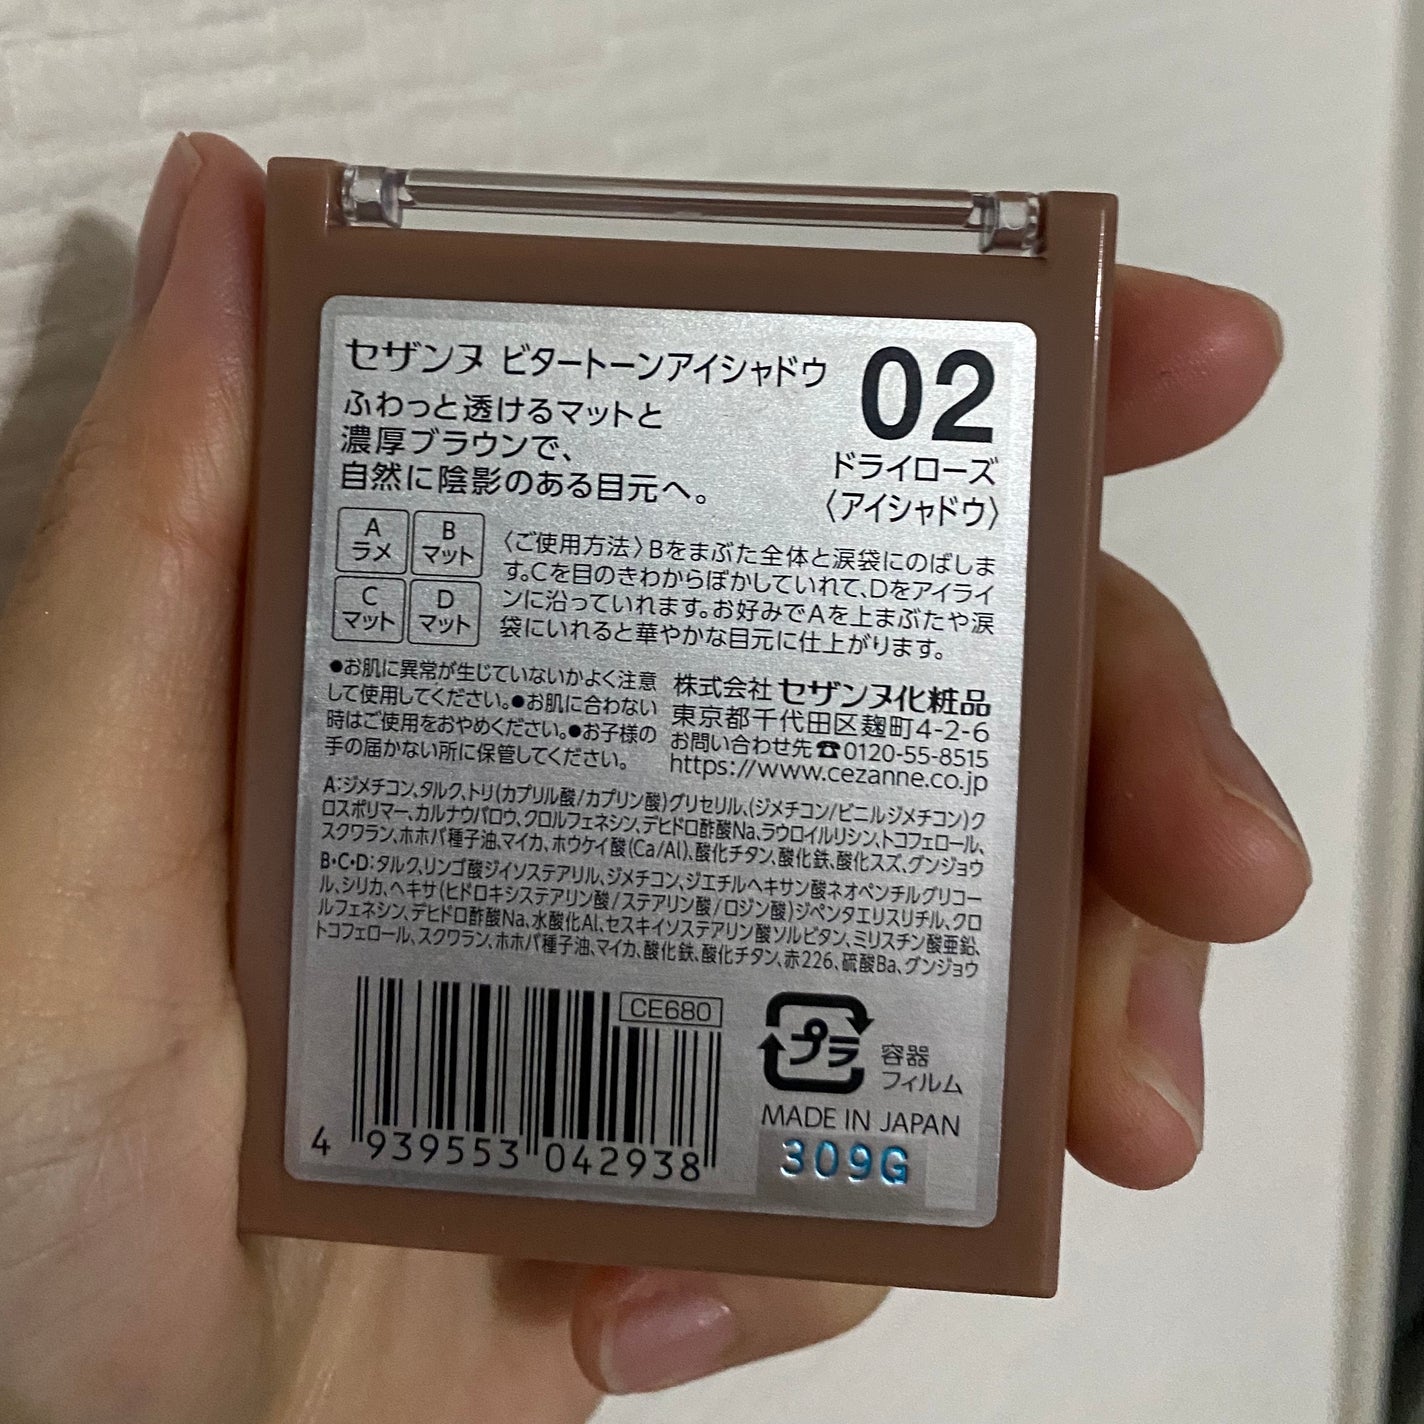 セザンヌ ビタートーンアイシャドウ
02
ドライローズ
〈アイシャドウ〉
ふわっと透けるマットと
濃厚ブラウンで、
自然に陰影のある目元へ。
A
ラメ
B
マット
C
マット
D
マット
〈ご使用方法〉Bをまぶた全体と涙袋にのばしま
す。Cを目のきわからぼかしていれて、Dをアイライ
ンに沿っていれます。お好みでAを上まぶたや涙
袋にいれると華やかな目元に仕上がります。
●お肌に異常が生じていないかよく注意
して使用してください。●お肌に合わない
時はご使用をおやめください。●お子様の
手の届かない所に保管してください。
株式会社 セザンヌ化粧品
東京都千代田区麹町4-2-6
お問い合わせ先☎0120-55-8515
https://www.cezanne.co.jp
A:ジメチコン、タルク、トリ(カプリル酸/カプリン酸)グリセリル、(ジメチコン/ビニルジメチコン)ク
ロスポリマー、カルナウバロウ、クロルフェネシン、デヒドロ酢酸Na、ラウロイルリシン、トコフェロール、
スクワラン、ホホバ種子油、マイカ、ホウケイ酸(Ca/Al)、酸化チタン、酸化鉄、酸化スズ、グンジョウ
B・C・D:タルク、リンゴ酸ジイソステアリル、ジメチコン、ジエチルヘキサン酸ネオペンチルグリコー
ル、シリカ、ヘキサ(ヒドロキシステアリン酸/ステアリン酸/ロジン酸)ジペンタエリスリチル、クロ
ルフェネシン、デヒドロ酢酸Na、水酸化Al、セスキイソステアリン酸ソルビタン、ミリスチン酸亜鉛、
トコフェロール、スクワラン、ホホバ種子油、マイカ、酸化鉄、酸化チタン、赤226、硫酸Ba、グンジョウ
CE680
4 939553 042938
プラ
容器
フィルム
MADE IN JAPAN
309G